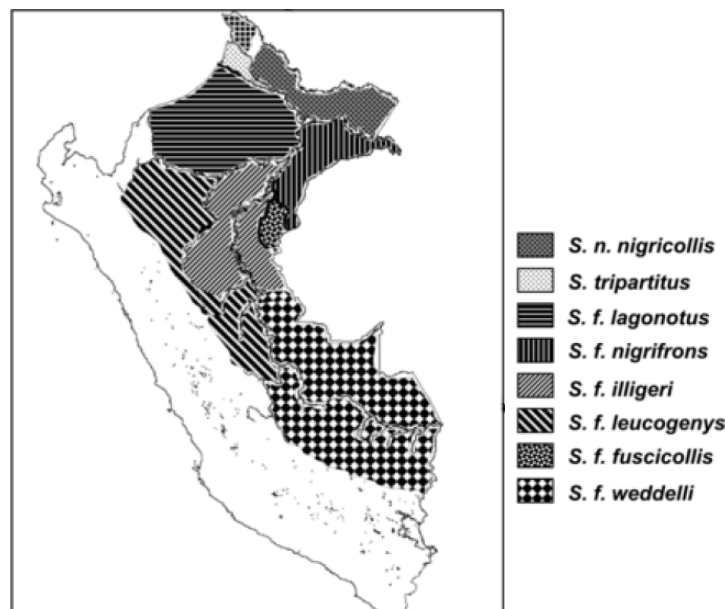 S. n. nigricollis
S. tripartitus
S. f. lagonotus
S. f. nigrifrons
S. f. illigeri
S. f. leucogenys
S. f. fuscicollis
S. f. weddelli